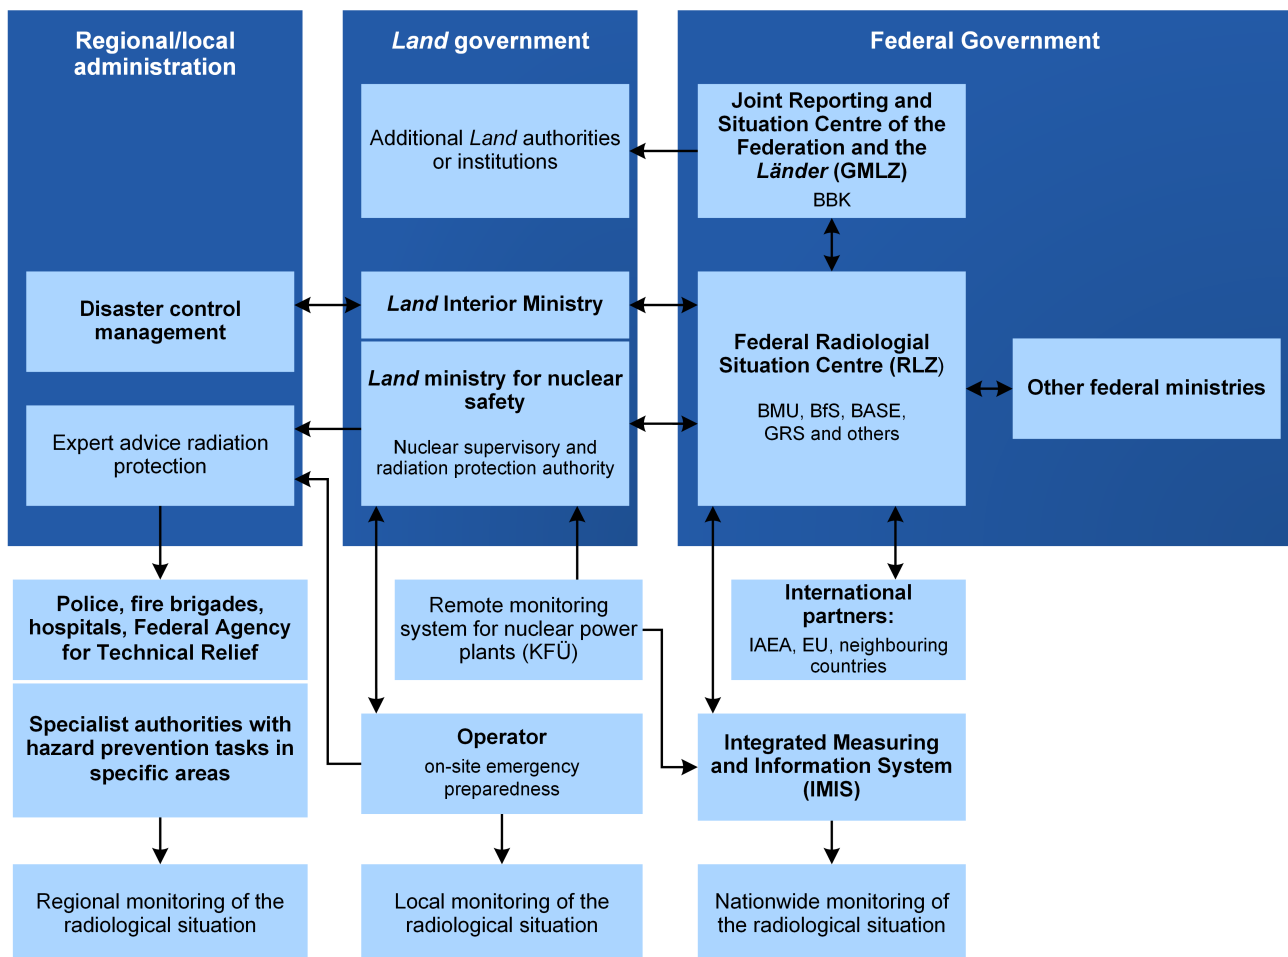 Regional/local
administration
Land government
Federal Government
Additional Land authorities
or institutions
Joint Reporting and
Situation Centre of the
Federation and the
Länder (GMLZ)
BBK
Disaster control
management
Land Interior Ministry
Land ministry for nuclear
safety
Nuclear supervisory and
radiation protection authority
Federal Radiologial
Situation Centre (RLZ)
BMU, BfS, BASE,
GRS and others
Other federal ministries
Expert advice radiation
protection
Police, fire brigades,
hospitals, Federal Agency
for Technical Relief
Remote monitoring
system for nuclear power
plants (KFÜ)
International
partners:
IAEA, EU, neighbouring
countries
Specialist authorities with
hazard prevention tasks in
specific areas
Operator
on-site emergency
preparedness
Integrated Measuring
and Information System
(IMIS)
Regional monitoring of the
radiological situation
Local monitoring of the
radiological situation
Nationwide monitoring of
the radiological situation